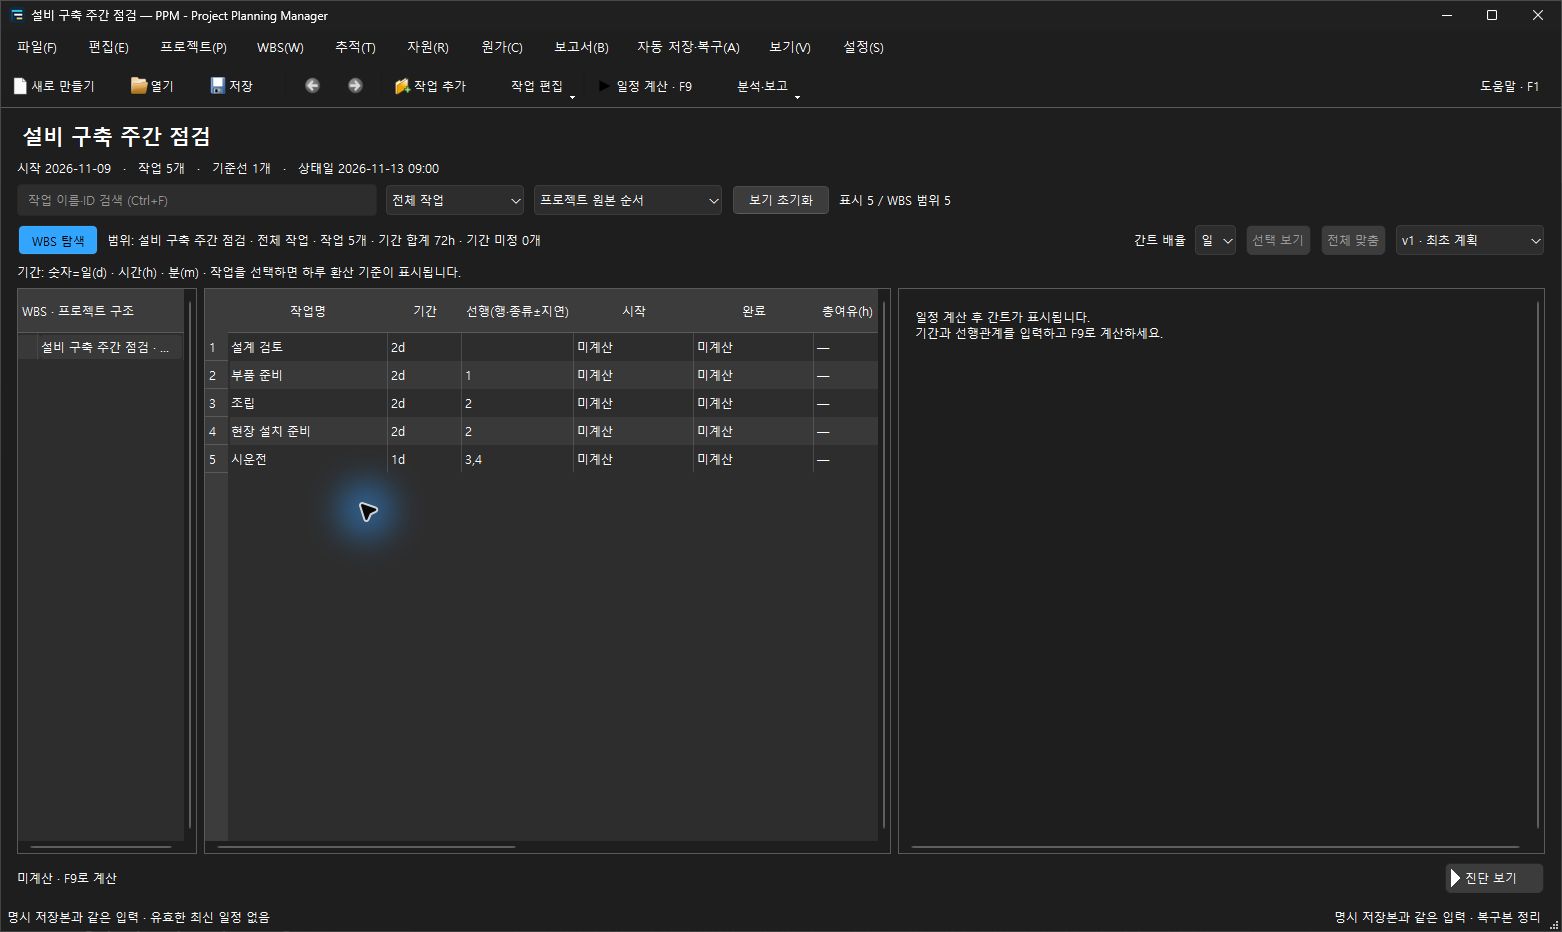 설비 구축 주간 점검 — PPM - Project Planning Manager
파일(F) 편집(E) 프로젝트(P) WBS(W) 추적(T) 자원(R) 원가(C) 보고서(B) 자동 저장·복구(A) 보기(V) 설정(S)
새로 만들기 열기 저장 작업 추가 작업 편집 일정 계산 · F9 분석·보고 도움말 · F1
설비 구축 주간 점검
시작 2026-11-09 · 작업 5개 · 기준선 1개 · 상태일 2026-11-13 09:00
작업 이름·ID 검색 (Ctrl+F) 전체 작업 프로젝트 원본 순서 보기 초기화 표시 5 / WBS 범위 5
WBS 탐색 범위: 설비 구축 주간 점검 · 전체 작업 · 작업 5개 · 기간 합계 72h · 기간 미정 0개 간트 배율 일 선택 보기 전체 맞춤 v1 · 최초 계획
기간: 숫자=일(d) · 시간(h) · 분(m) · 작업을 선택하면 하루 환산 기준이 표시됩니다.
WBS · 프로젝트 구조
설비 구축 주간 점검 · ...
작업명 기간 선행(행·종류±지연) 시작 완료 총여유(h)
1 설계 검토 2d 미계산 미계산 —
2 부품 준비 2d 1 미계산 미계산 —
3 조립 2d 2 미계산 미계산 —
4 현장 설치 준비 2d 2 미계산 미계산 —
5 시운전 1d 3,4 미계산 미계산 —
일정 계산 후 간트가 표시됩니다.
기간과 선행관계를 입력하고 F9로 계산하세요.
미계산 · F9로 계산 진단 보기
명시 저장본과 같은 입력 · 유효한 최신 일정 없음 명시 저장본과 같은 입력 · 복구본 정리